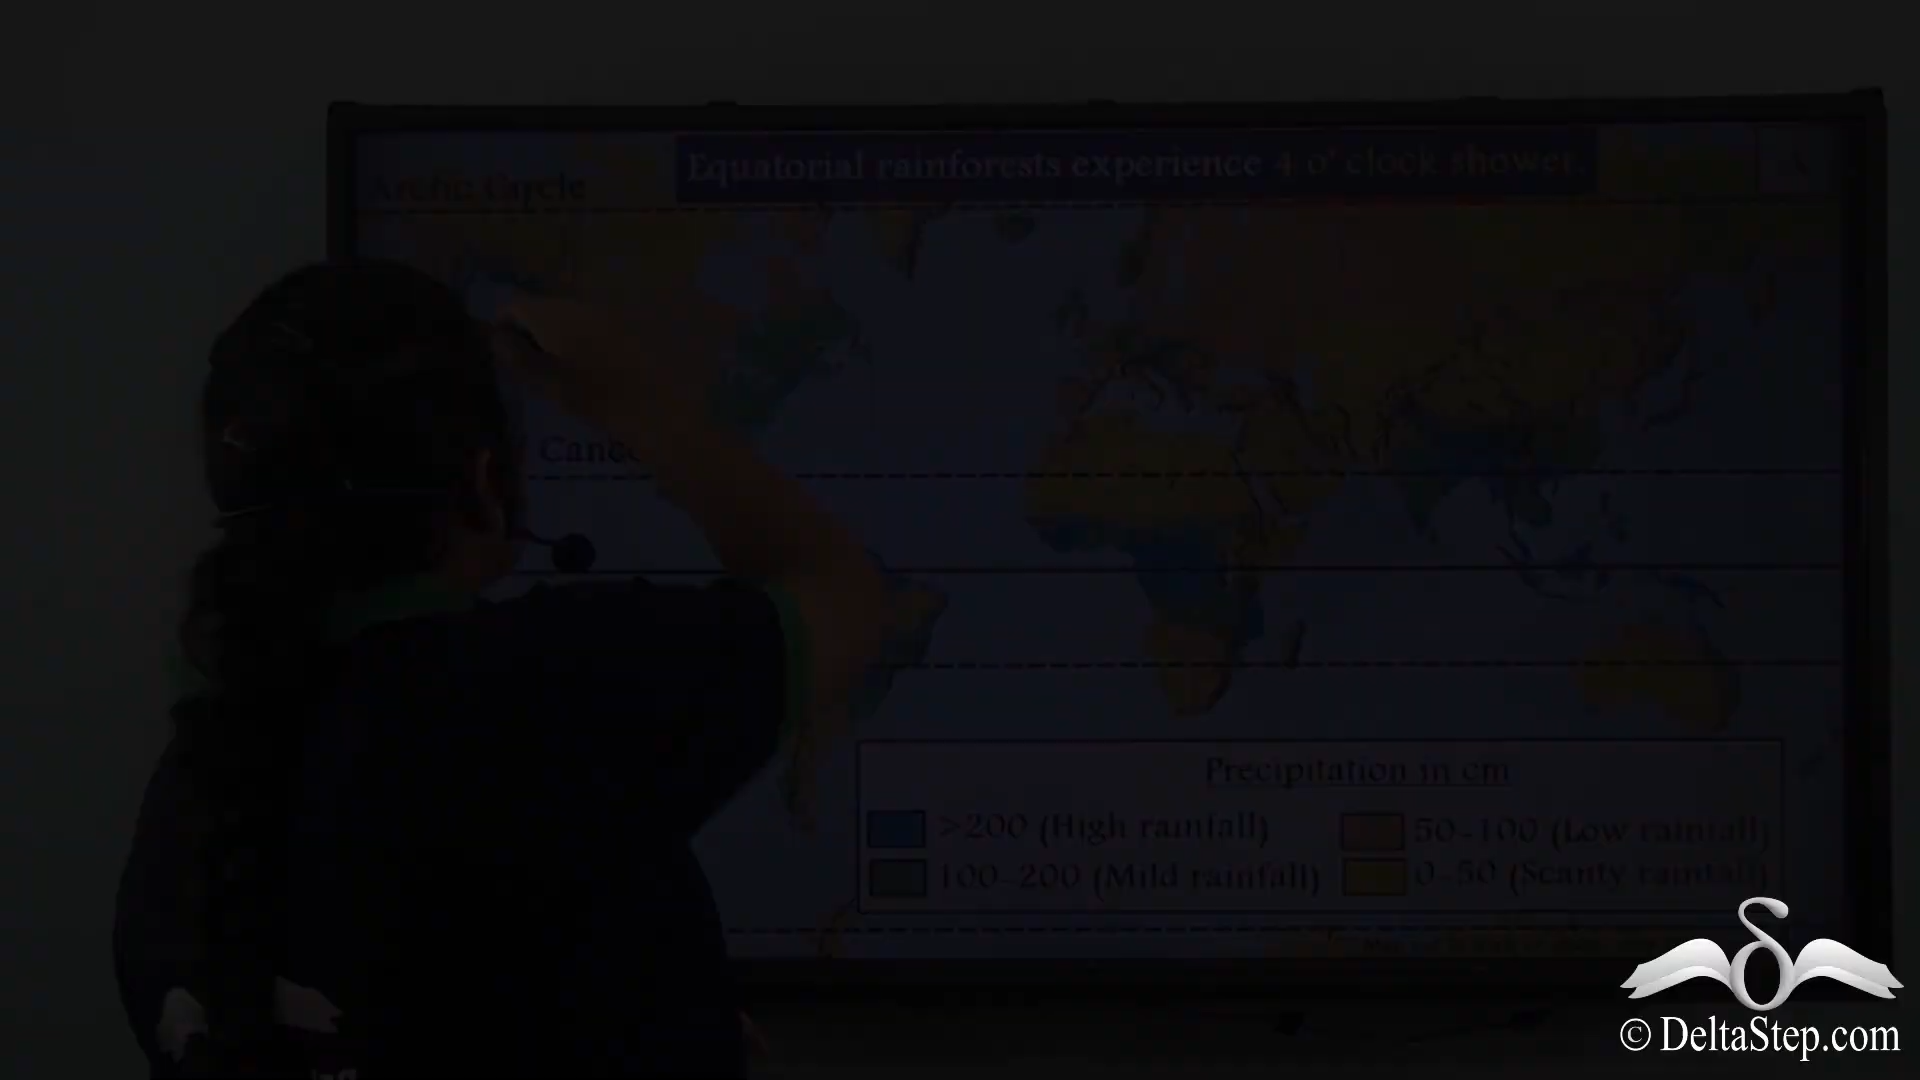 Equatorial rainforests experience 4 o' clock shower.
Arctic Circle
Cance
Precipitation in cm
>200 (High rainfall)
50-100 (Low rainfall)
100-200 (Mild rainfall)
0-50 (Scanty rainfall)
© DeltaStep.com